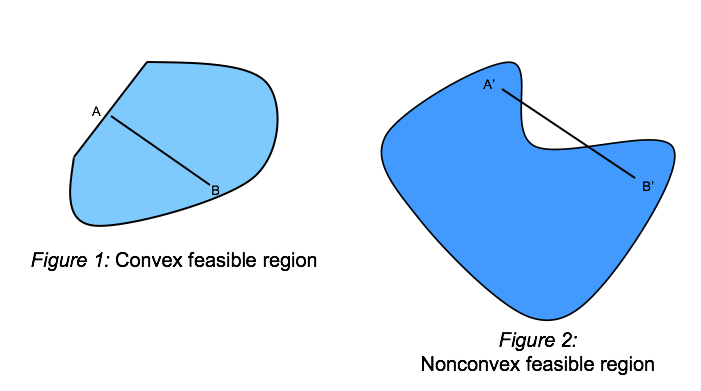 A
B
Figure 1: Convex feasible region
A'
B'
Figure 2:
Nonconvex feasible region